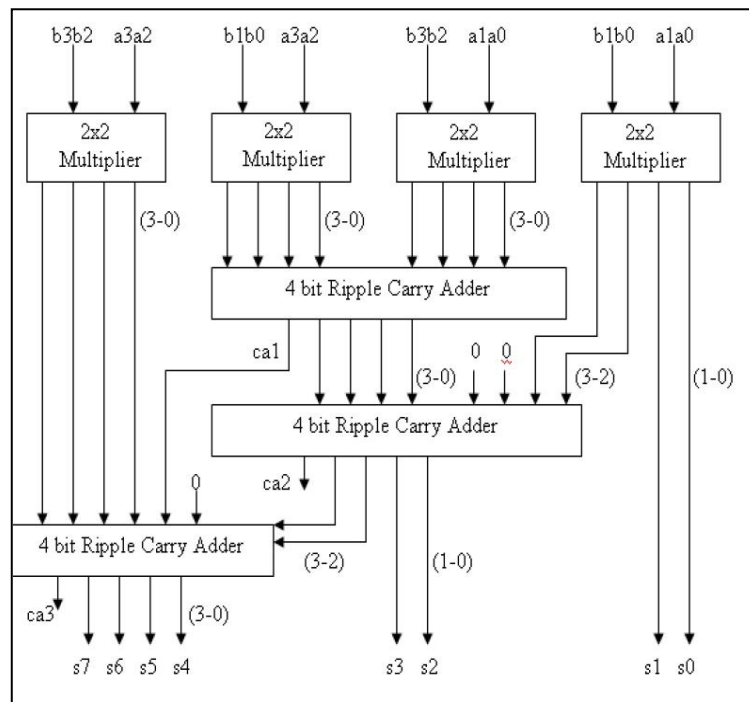 b3b2 a3a2 b1b0 a3a2 b3b2 a1a0 b1b0 a1a0
2x2 2x2 2x2 2x2
Multiplier Multiplier Multiplier Multiplier
(3-0) (3-0) (3-0)
4 bit Ripple Carry Adder
ca1 0 0
(3-0) (3-2) (1-0)
4 bit Ripple Carry Adder
0 ca2
4 bit Ripple Carry Adder
(3-2) (1-0)
ca3 (3-0)
s7 s6 s5 s4 s3 s2 s1 s0